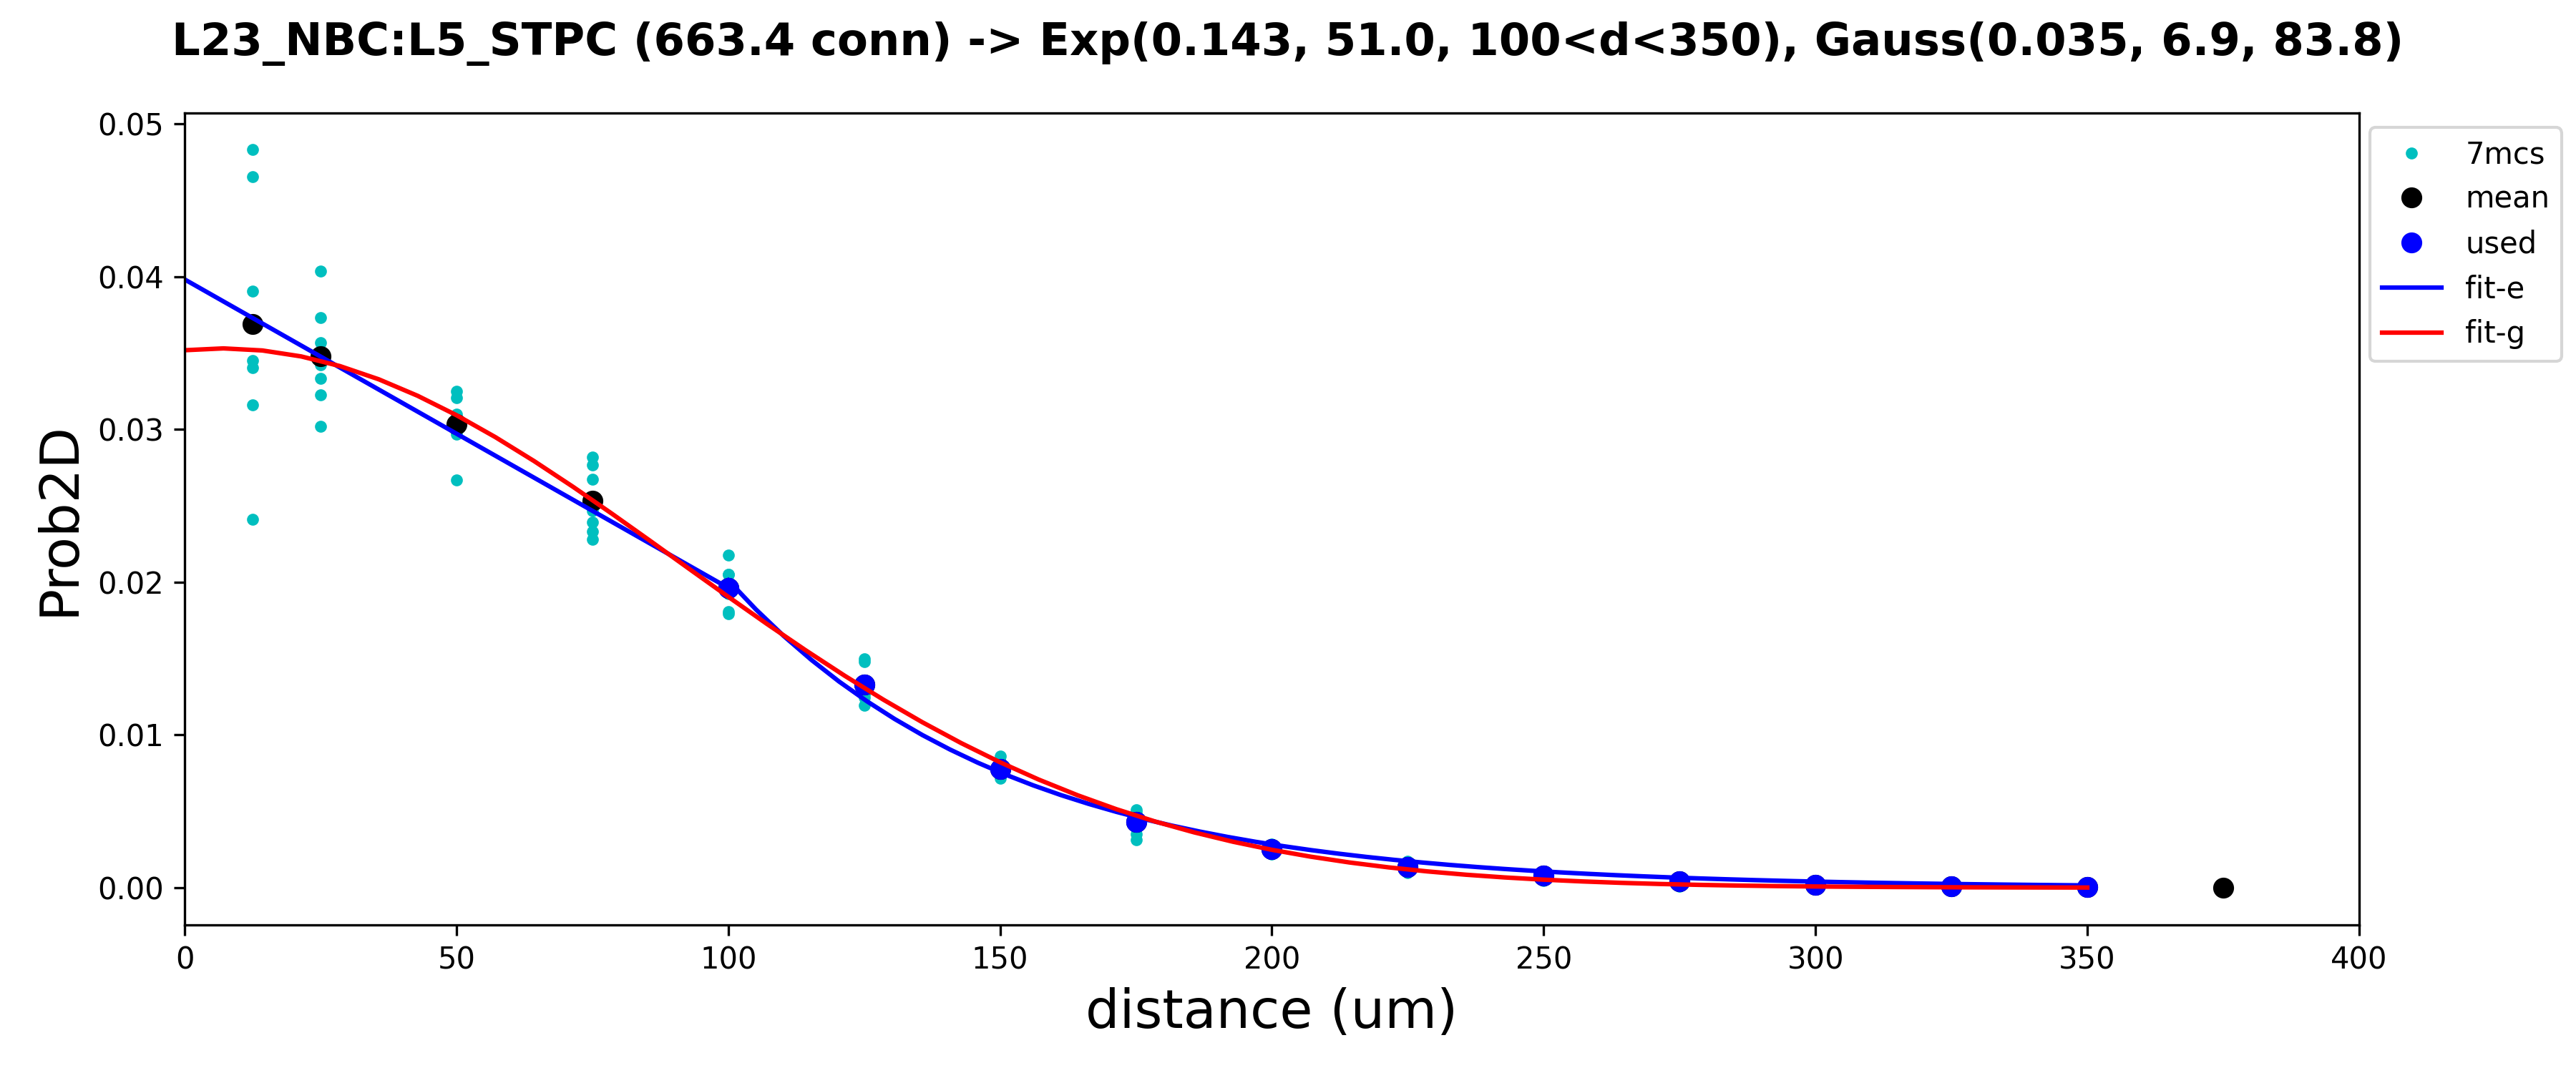 L23_NBC:L5_STPC (663.4 conn) -> Exp(0.143, 51.0, 100<d<350), Gauss(0.035, 6.9, 83.8)
0.05
0.04
0.03
0.02
0.01
0.00
Prob2D
0 50 100 150 200 250 300 350 400
distance (um)
7mcs
mean
used
fit-e
fit-g